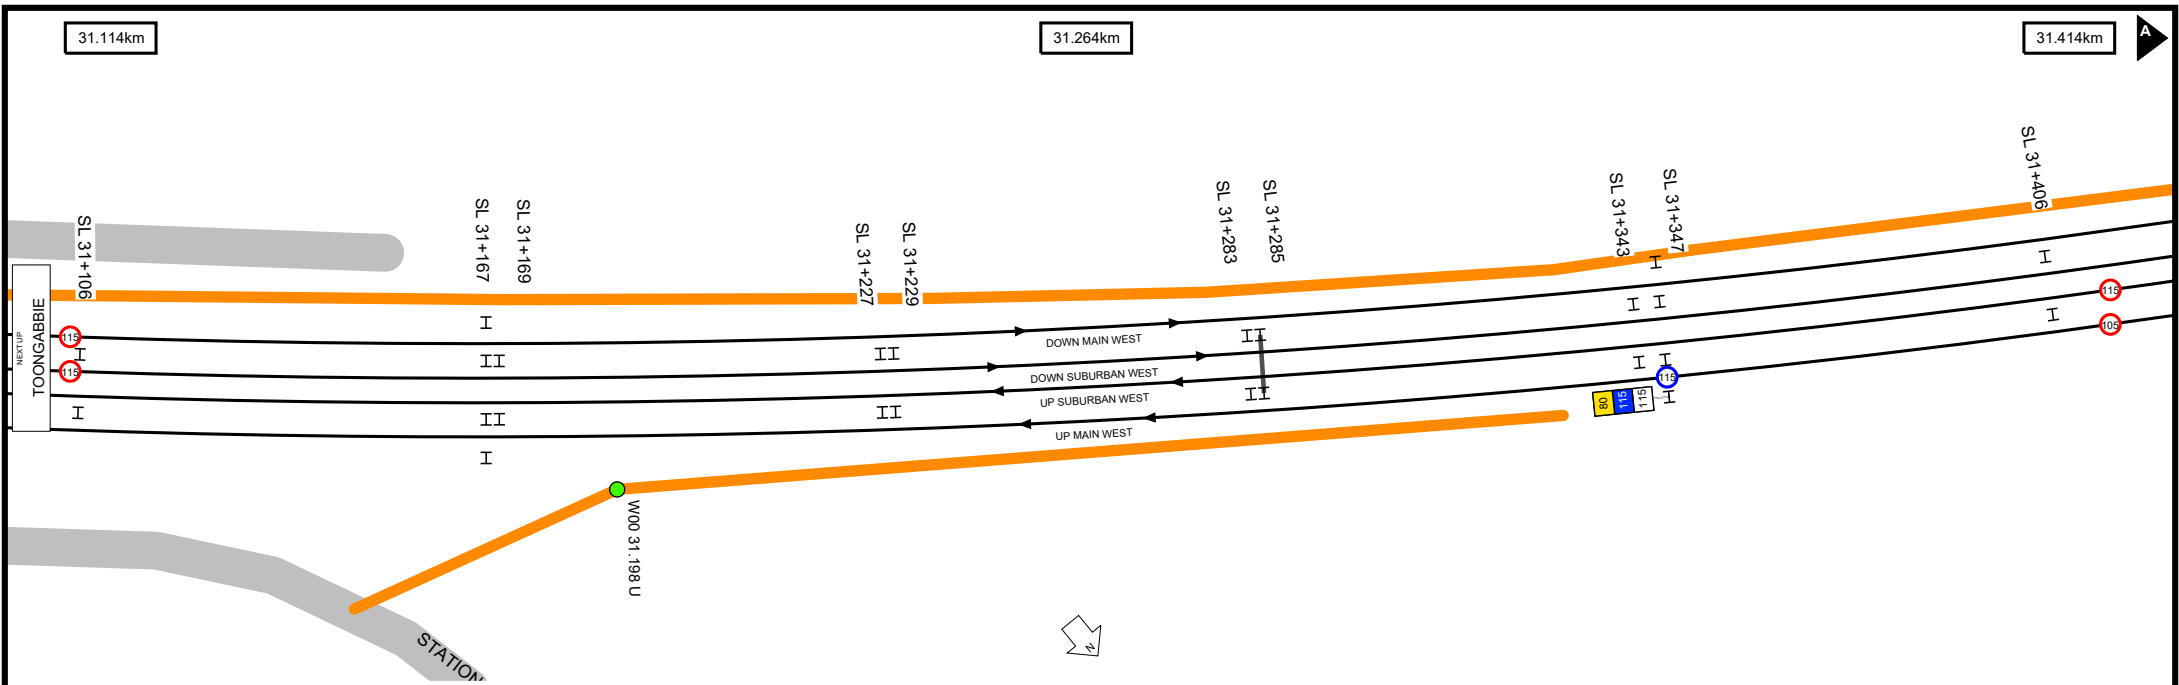 31.114km
31.264km
31.414km
A
SL 31+106
SL 31+167
SL 31+169
SL 31+227
SL 31+229
SL 31+283
SL 31+285
SL 31+343
SL 31+347
SL 31+406
NEXT UP
TOONGABBIE
115
115
DOWN MAIN WEST
DOWN SUBURBAN WEST
UP SUBURBAN WEST
UP MAIN WEST
115
105
115
80
115
115
W00 31.198 U
STATION
N